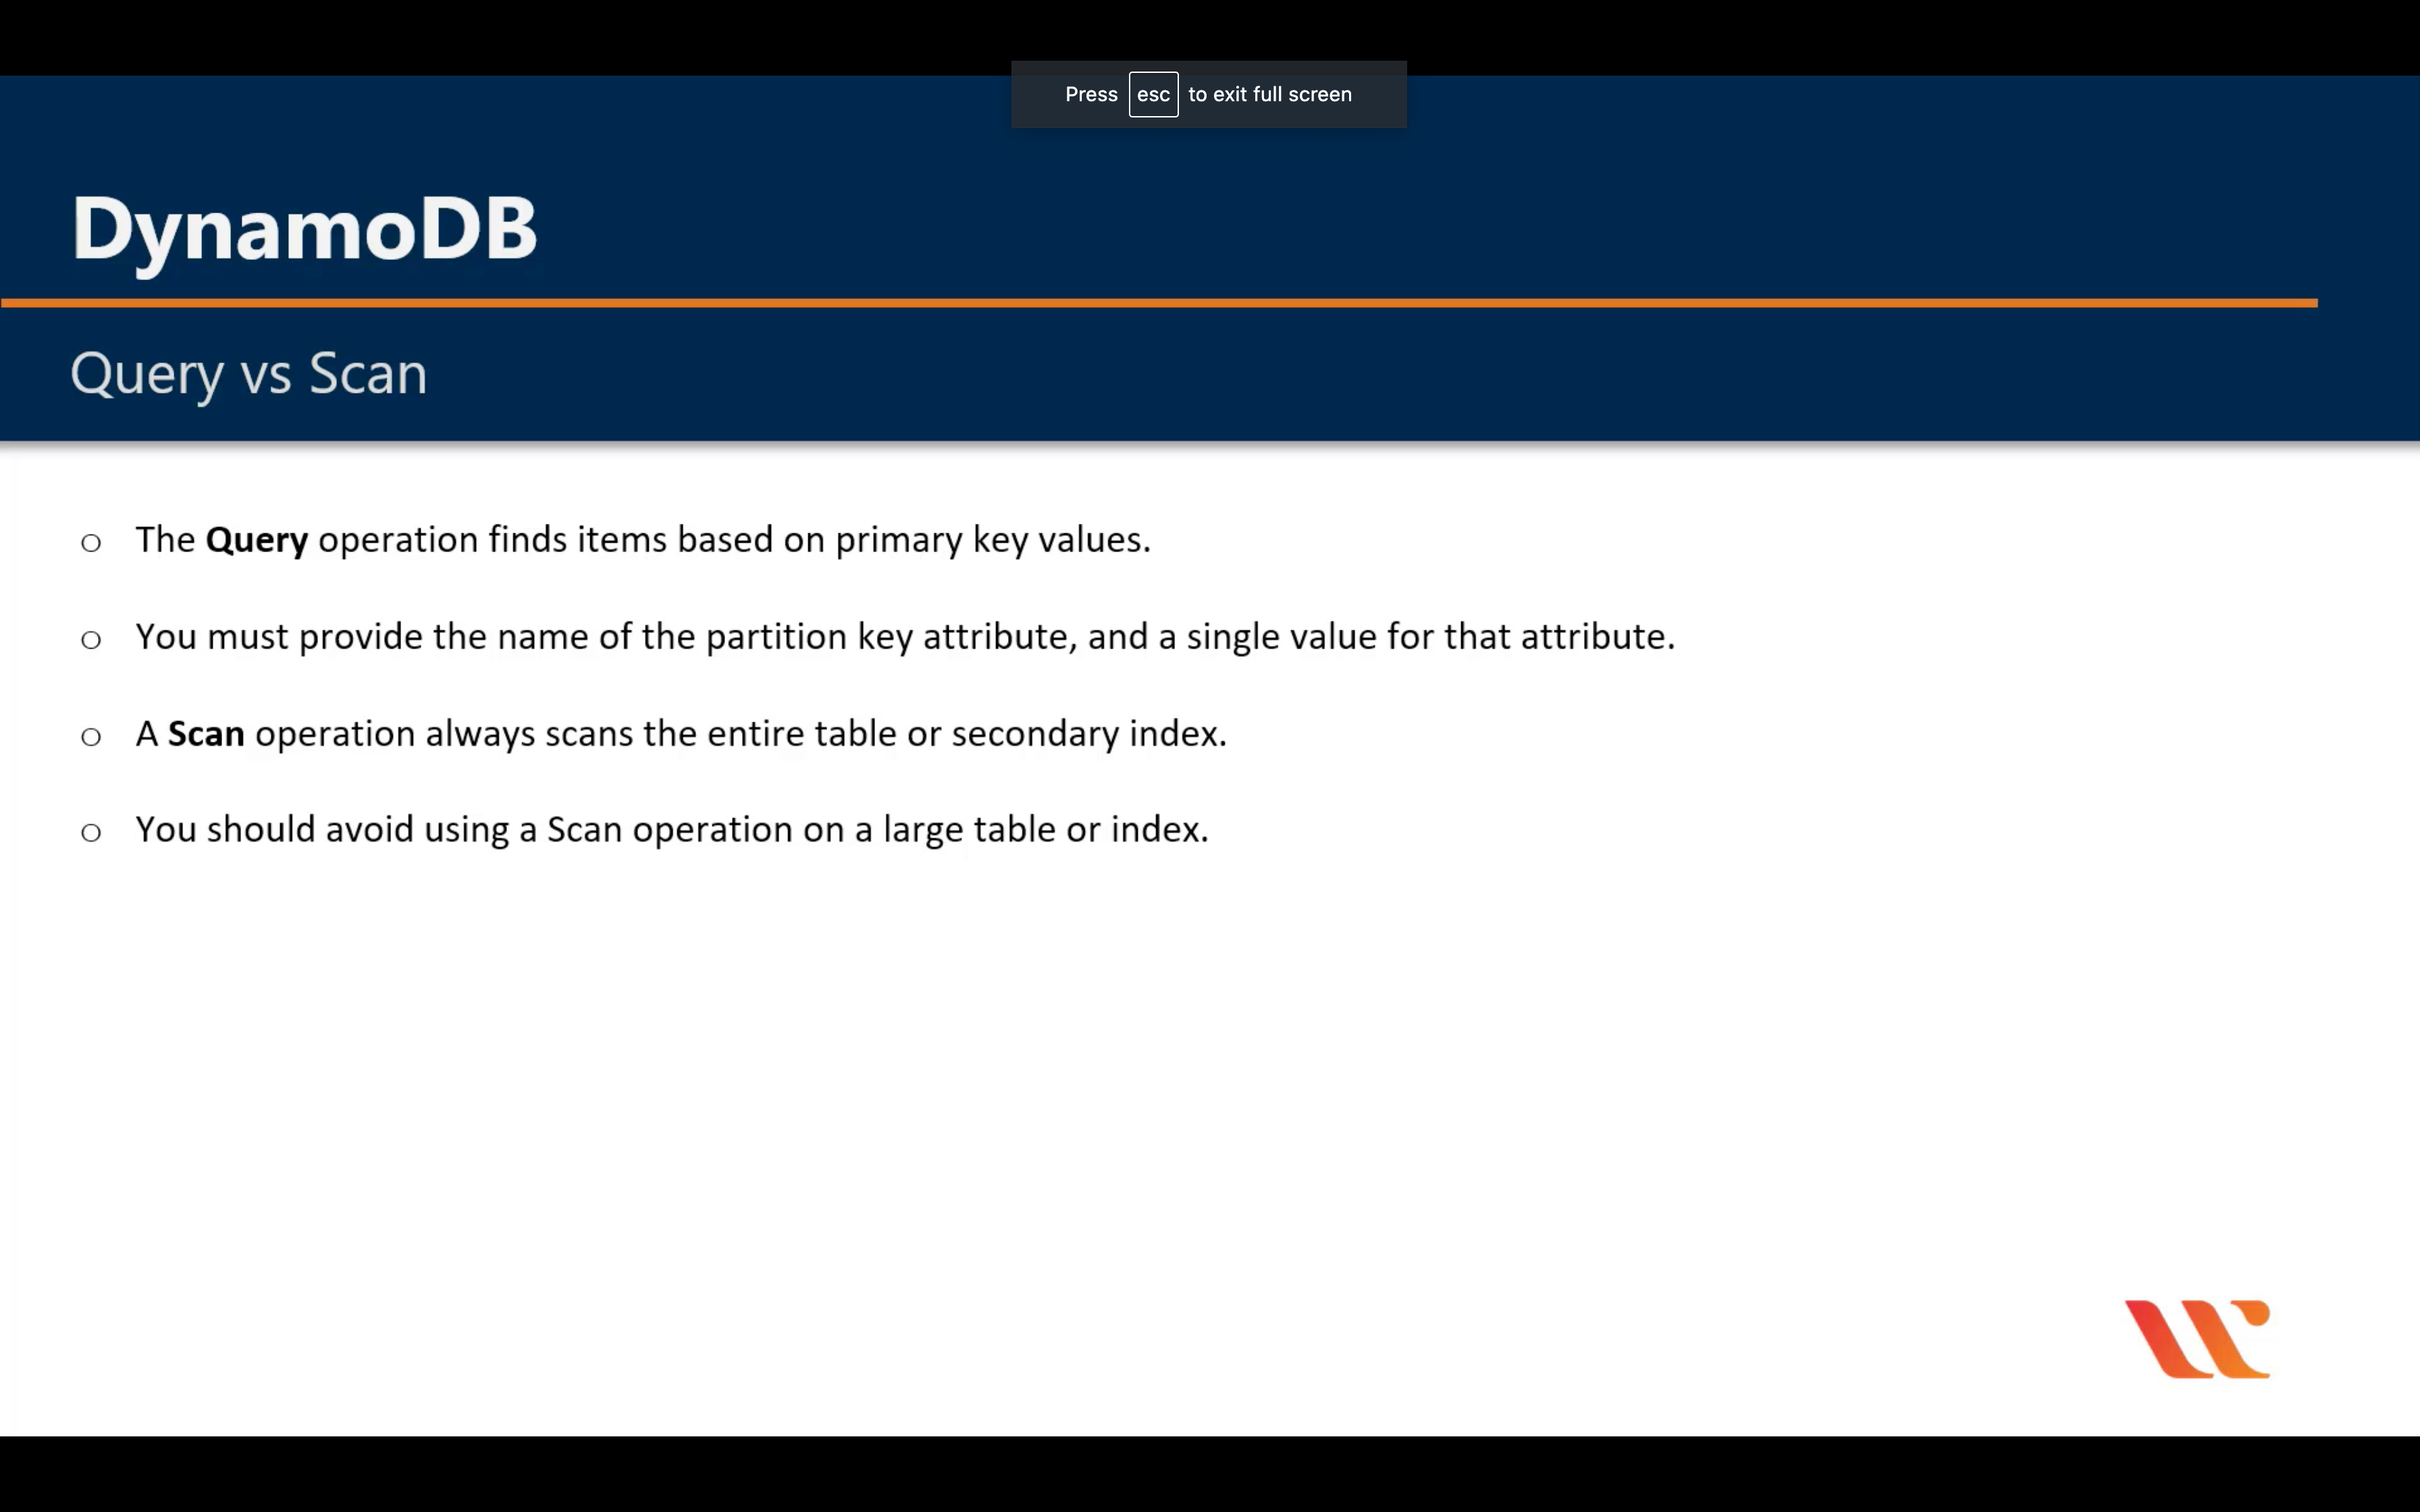 Press esc to exit full screen
DynamoDB
Query vs Scan
○ The Query operation finds items based on primary key values.
○ You must provide the name of the partition key attribute, and a single value for that attribute.
○ A Scan operation always scans the entire table or secondary index.
○ You should avoid using a Scan operation on a large table or index.